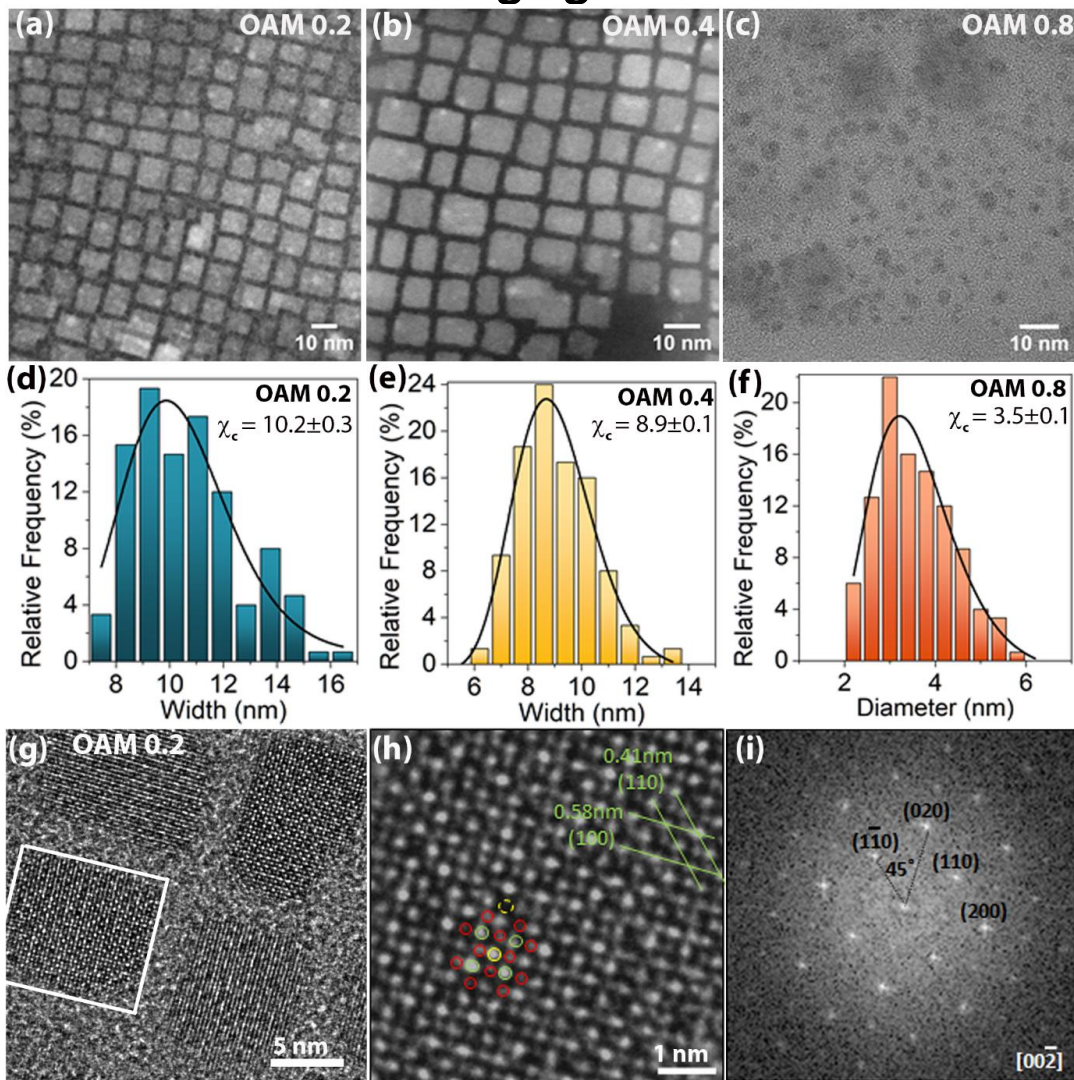 (a) OAM 0.2
10 nm
(b) OAM 0.4
10 nm
(c) OAM 0.8
10 nm
(d) OAM 0.2
χc = 10.2±0.3
Relative Frequency (%)
20
16
12
8
4
0
8 10 12 14 16
Width (nm)
(e) OAM 0.4
χc = 8.9±0.1
Relative Frequency (%)
24
20
16
12
8
4
0
6 8 10 12 14
Width (nm)
(f) OAM 0.8
χc = 3.5±0.1
Relative Frequency (%)
20
16
12
8
4
0
2 4 6
Diameter (nm)
(g) OAM 0.2
5 nm
(h)
0.41nm
(110)
0.58nm
(100)
1 nm
(i)
(020)
(11̅0)
45° (110)
(200)
[002̅]